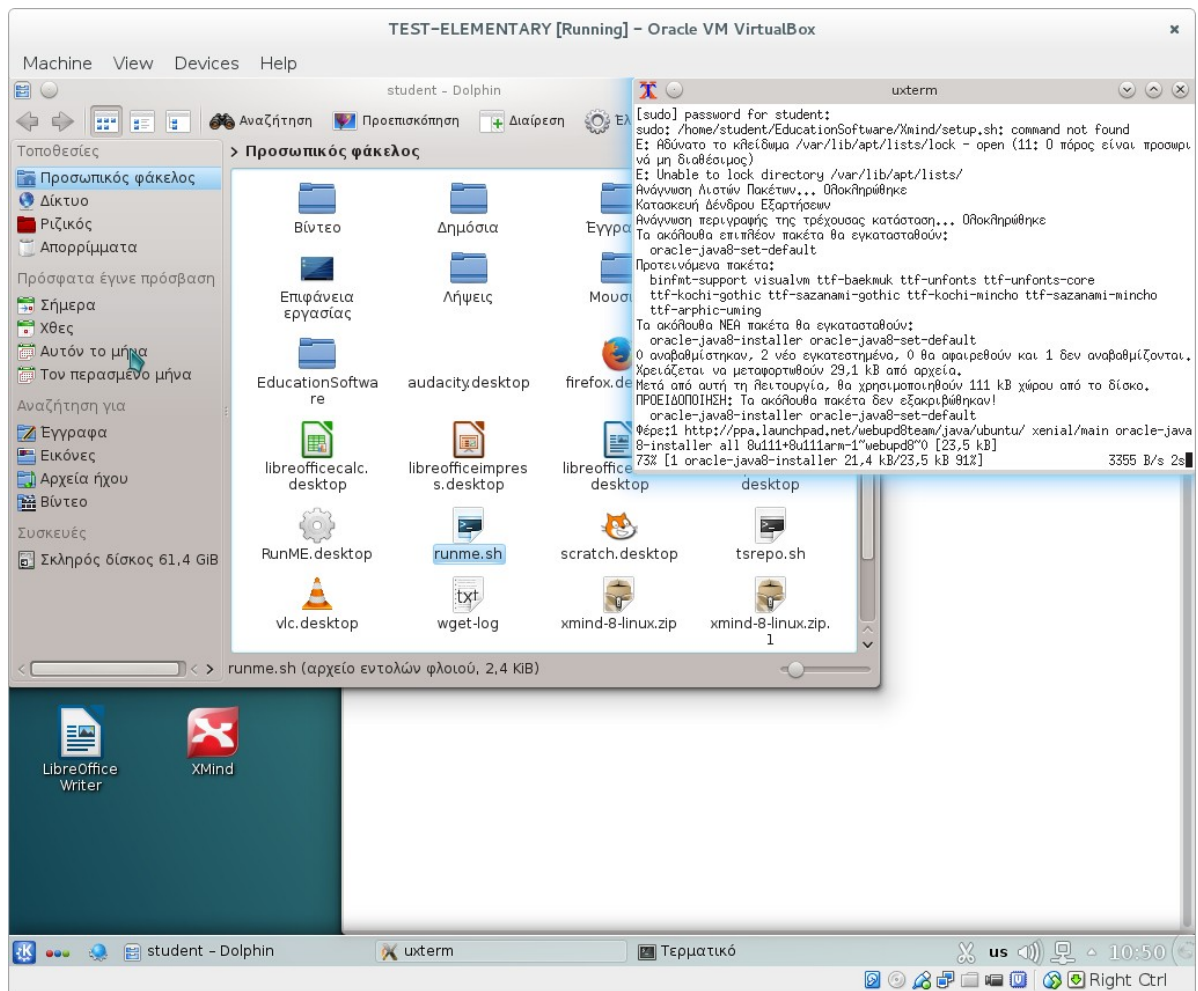 TEST-ELEMENTARY [Running] - Oracle VM VirtualBox
Machine View Devices Help
student - Dolphin
Αναζήτηση Προεπισκόπηση Διαίρεση
Τοποθεσίες
Προσωπικός φάκελος
Δίκτυο
Ριζικός
Απορρίμματα
Πρόσφατα έγινε πρόσβαση
Σήμερα
Χθες
Αυτόν το μήνα
Τον περασμένο μήνα
Αναζήτηση για
Έγγραφα
Εικόνες
Αρχεία ήχου
Βίντεο
Συσκευές
Σκληρός δίσκος 61,4 GiB
> Προσωπικός φάκελος
Βίντεο
Δημόσια
Επιφάνεια
εργασίας
Λήψεις
EducationSoftwa
re
audacity.desktop
libreofficecalc.
desktop
libreofficeimpres
s.desktop
desktop
desktop
RunME.desktop
runme.sh
scratch.desktop
tsrepo.sh
vlc.desktop
wget-log
xmind-8-linux.zip
xmind-8-linux.zip.
1
runme.sh (αρχείο εντολών φλοιού, 2,4 KiB)
uxterm
[sudo] password for student:
sudo: /home/student/EducationSoftware/Xmind/setup.sh: command not found
E: Αδύνατο το κλείδωμα /var/lib/apt/lists/lock - open (11: Ο πόρος είναι προσωρι
νά μη διαθέσιμος)
E: Unable to lock directory /var/lib/apt/lists/
Ανάγνωση Λιστών Πακέτων... Ολοκληρώθηκε
Κατασκευή Δένδρου Εξαρτήσεων
Ανάγνωση περιγραφής της τρέχουσας κατάσταση... Ολοκληρώθηκε
Τα ακόλουθα επιπλέον πακέτα θα εγκατασταθούν:
oracle-java8-set-default
Προτεινόμενα πακέτα:
binfmt-support visualvm ttf-baekmuk ttf-unfonts ttf-unfonts-core
ttf-kochi-gothic ttf-sazanami-gothic ttf-kochi-mincho ttf-sazanami-mincho
ttf-arphic-uming
Τα ακόλουθα ΝΕΑ πακέτα θα εγκατασταθούν:
oracle-java8-installer oracle-java8-set-default
0 αναβαθμίστηκαν, 2 νέο εγκατεστημένα, 0 θα αφαιρεθούν και 1 δεν αναβαθμίζονται.
Χρειάζεται να μεταφορτωθούν 29,1 kB από αρχεία.
Μετά από αυτή τη λειτουργία, θα χρησιμοποιηθούν 111 kB χώρου από το δίσκο.
ΠΡΟΕΙΔΟΠΟΙΗΣΗ: Τα ακόλουθα πακέτα δεν εξακριβώθηκαν!
oracle-java8-installer oracle-java8-set-default
Φέρε:1 http://ppa.launchpad.net/webupd8team/java/ubuntu/ xenial/main oracle-java
8-installer all 8u111+8u111arm-1~webupd8~0 [23,5 kB]
73% [1 oracle-java8-installer 21,4 kB/23,5 kB 91%] 3355 B/s 2s
LibreOffice
Writer
XMind
student - Dolphin
uxterm
Τερματικό
us
10:50
Right Ctrl